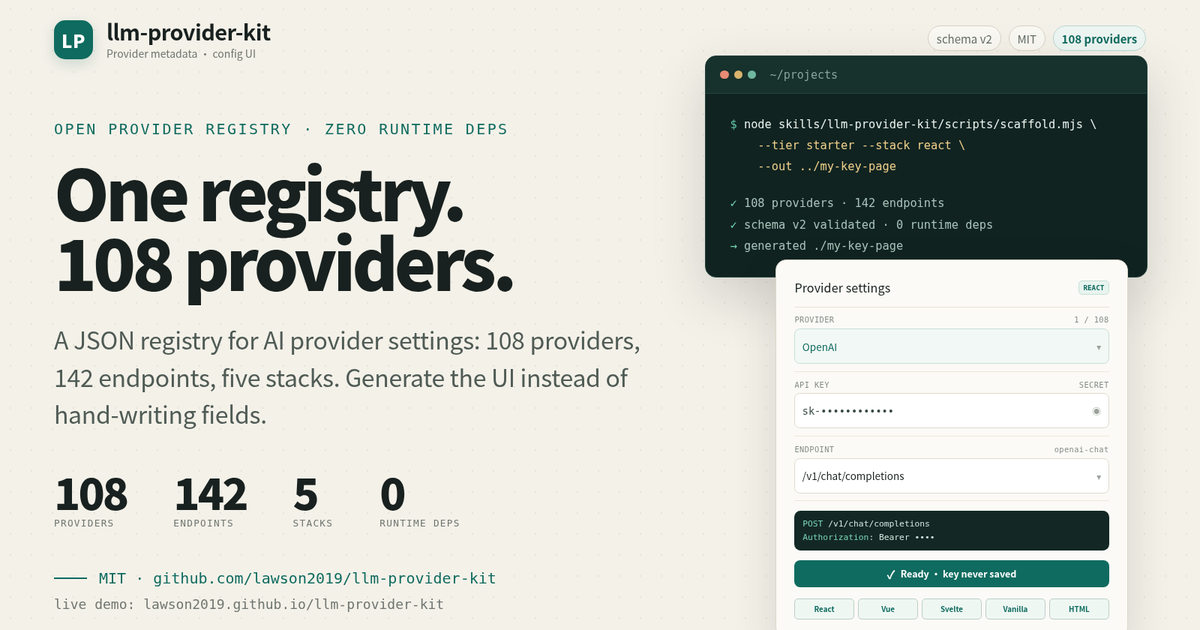 LP
llm-provider-kit
Provider metadata • config UI
schema v2
MIT
108 providers
OPEN PROVIDER REGISTRY · ZERO RUNTIME DEPS
One registry.
108 providers.
A JSON registry for AI provider settings: 108 providers,
142 endpoints, five stacks. Generate the UI instead of
hand-writing fields.
108
PROVIDERS
142
ENDPOINTS
5
STACKS
0
RUNTIME DEPS
MIT · github.com/lawson2019/llm-provider-kit
live demo: lawson2019.github.io/llm-provider-kit
~/projects
$ node skills/llm-provider-kit/scripts/scaffold.mjs \
--tier starter --stack react \
--out ../my-key-page
✓ 108 providers · 142 endpoints
✓ schema v2 validated · 0 runtime deps
→ generated ./my-key-page
Provider settings
REACT
PROVIDER
1 / 108
OpenAI
▾
API KEY
SECRET
sk-••••••••••••
◉
ENDPOINT
openai-chat
/v1/chat/completions
▾
POST /v1/chat/completions
Authorization: Bearer ••••
✓ Ready • key never saved
React
Vue
Svelte
Vanilla
HTML